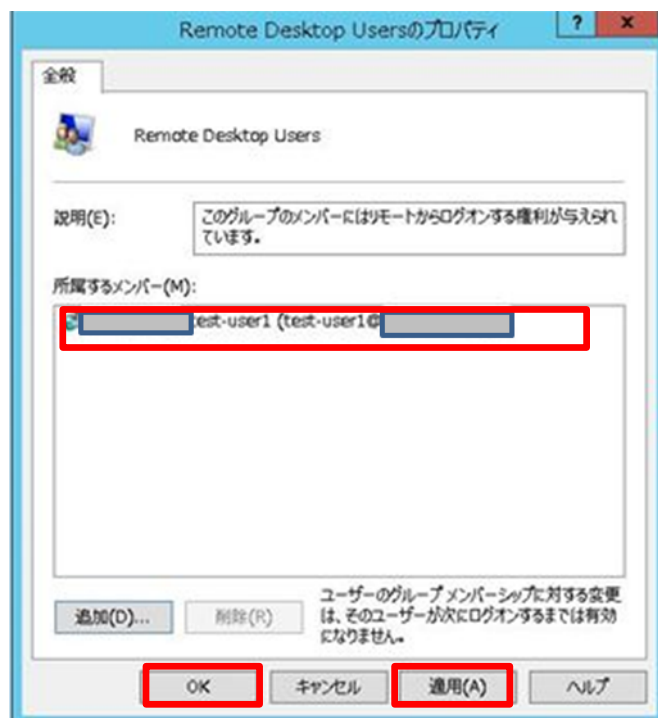 Remote Desktop Usersのプロパティ
? x
全般
Remote Desktop Users
説明(E):
このグループのメンバーにはリモートからログオンする権利が与えられ
ています。
所属するメンバー(M):
test-user1 (test-user1@
追加(D)...
削除(R)
ユーザーのグループ メンバーシップに対する変更
は、そのユーザーが次にログオンするまでは有効
になりません。
OK
キャンセル
適用(A)
ヘルプ